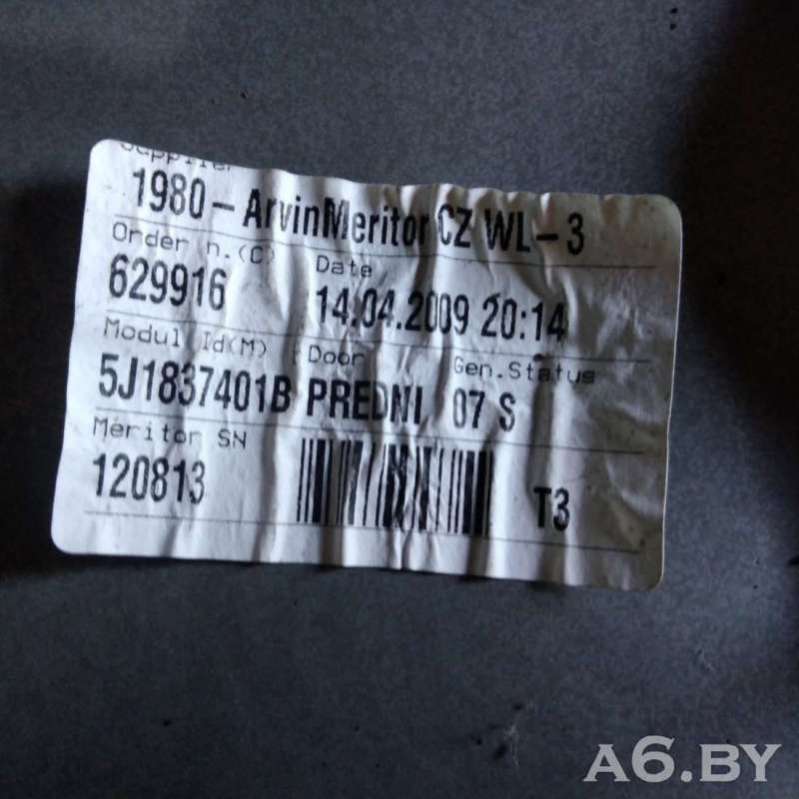 Supplier
1980-ArvinMeritor CZ WL-3
Order n.(C) Date
629916 14.04.2009 20:14
Modul Id(M) Door Gen.Status
5J1837401B PREDNI 07 S
Meritor SN
120813 T3
A6.BY